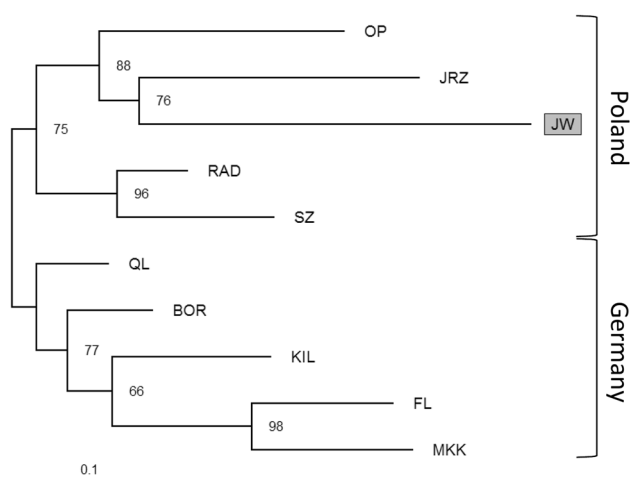 OP
88
JRZ
76
JW
75
RAD
96
SZ
Poland
QL
BOR
77
KIL
66
FL
98
MKK
Germany
0.1